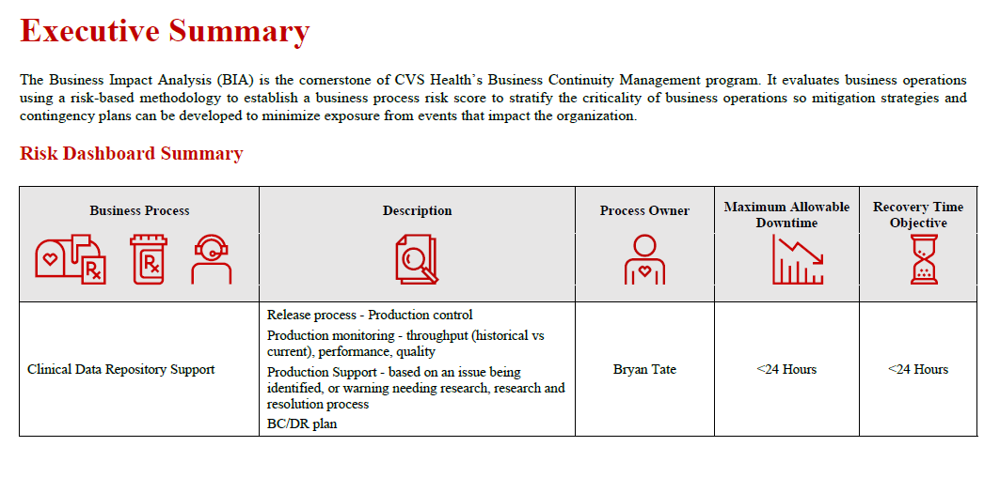 Executive Summary
The Business Impact Analysis (BIA) is the cornerstone of CVS Health's Business Continuity Management program. It evaluates business operations
using a risk-based methodology to establish a business process risk score to stratify the criticality of business operations so mitigation strategies and
contingency plans can be developed to minimize exposure from events that impact the organization.
Risk Dashboard Summary
Business Process
Description
Process Owner
Maximum Allowable
Downtime
Recovery Time
Objective
Rx
Rx
Clinical Data Repository Support
Release process - Production control
Production monitoring - throughput (historical vs
current), performance, quality
Production Support - based on an issue being
identified, or warning needing research, research and
resolution process
BC/DR plan
Bryan Tate
<24 Hours
<24 Hours